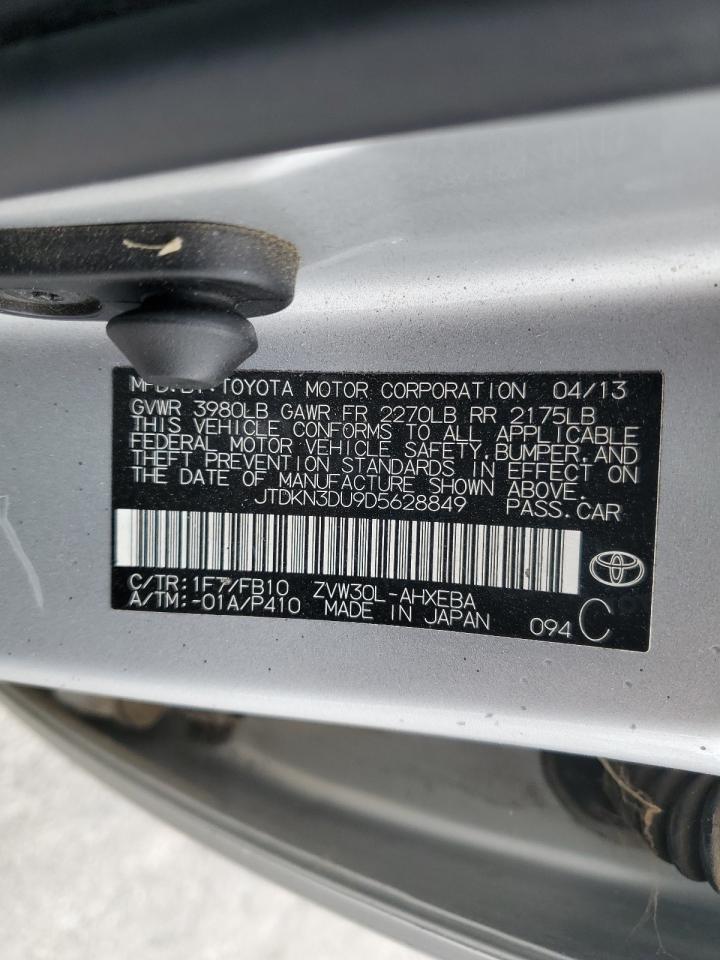 TOYOTA MOTOR CORPORATION 04/13
GVWR 3980LB GAWR FR 2270LB RR 2175LB
THIS VEHICLE CONFORMS TO ALL APPLICABLE
FEDERAL MOTOR VEHICLE SAFETY, BUMPER, AND
THEFT PREVENTION STANDARDS IN EFFECT ON
THE DATE OF MANUFACTURE SHOWN ABOVE.
JTDKN3DU9D5628849 PASS.CAR
C/TR:1F7/FB10 ZVW30L-AHXEBA
A/TM:-01A/P410 MADE IN JAPAN 094 C